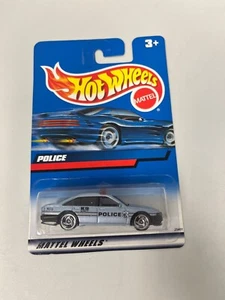 3+
Hot Wheels
MATTEL
POLICE
POLICE
MATTEL WHEELS